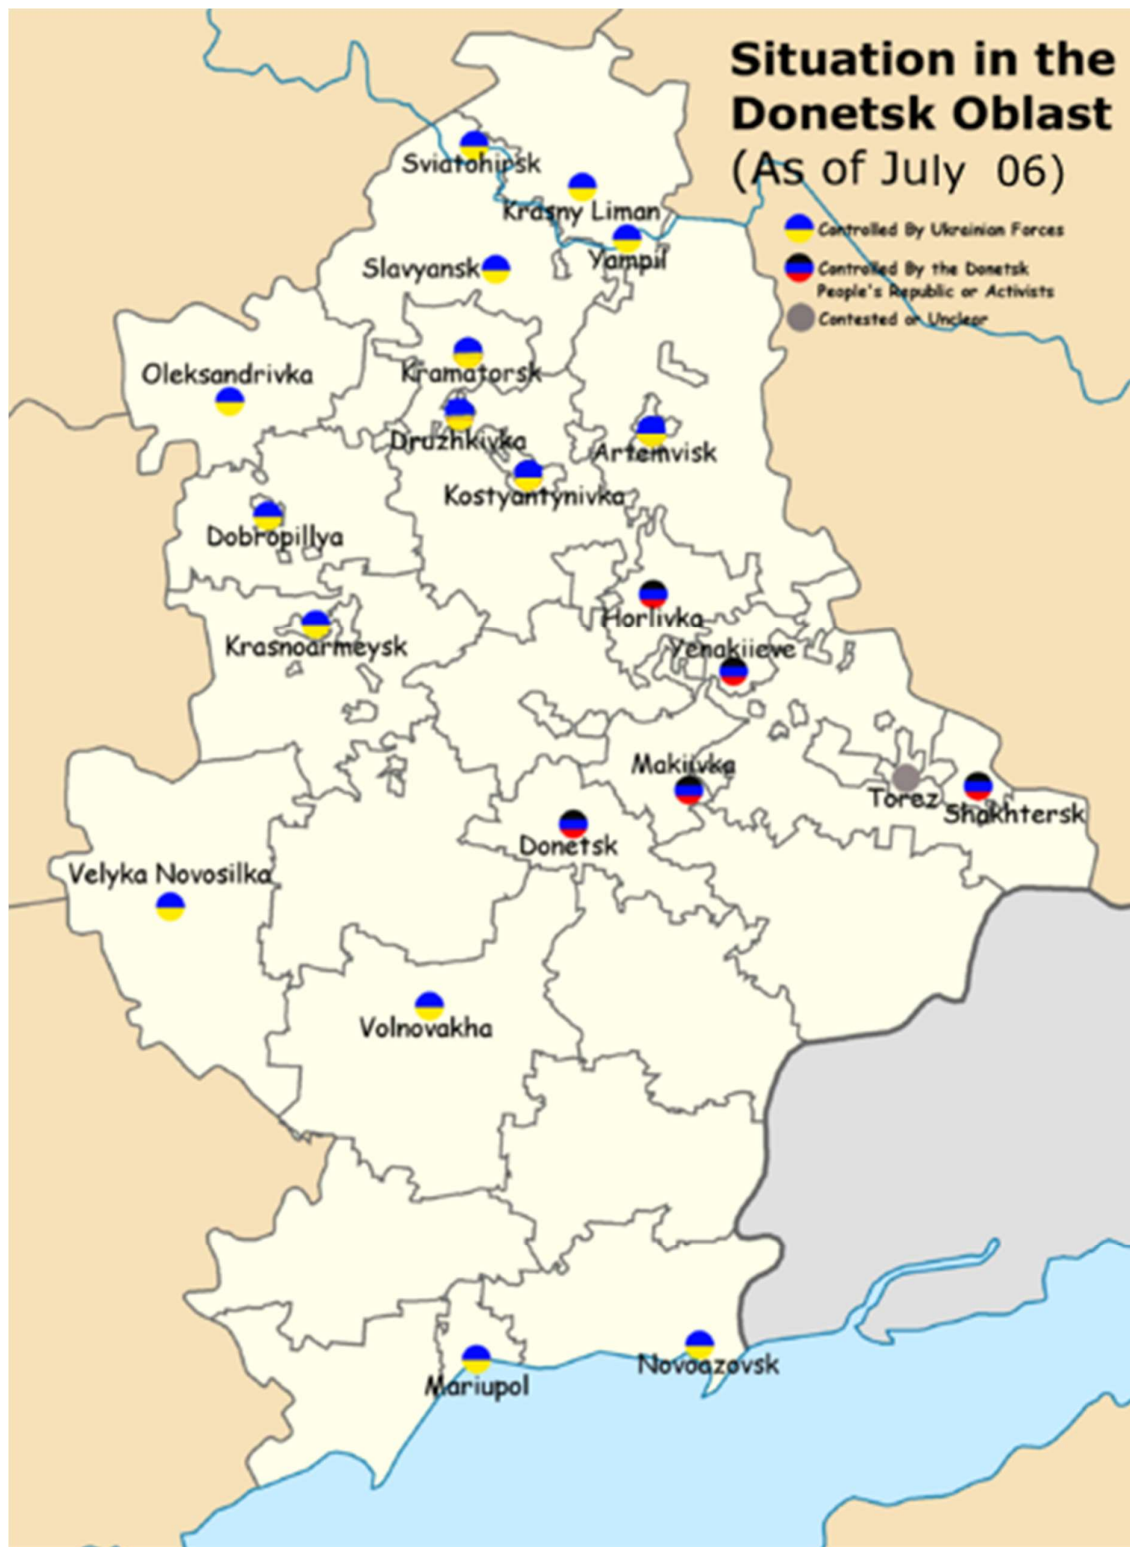 Situation in the
Donetsk Oblast
(As of July 06)
Controlled By Ukrainian Forces
Controlled By the Donetsk
People's Republic or Activists
Contested or Unclear
Sviatohirsk
Krasny Liman
Yampil
Slavyansk
Oleksandrivka
Kramatorsk
Druzhkivka
Artemvisk
Kostyantynivka
Dobropillya
Horlivka
Krasnoarmeysk
Yenakiieve
Makiivka
Torez
Shakhtersk
Donetsk
Velyka Novosilka
Volnovakha
Novoazovsk
Mariupol